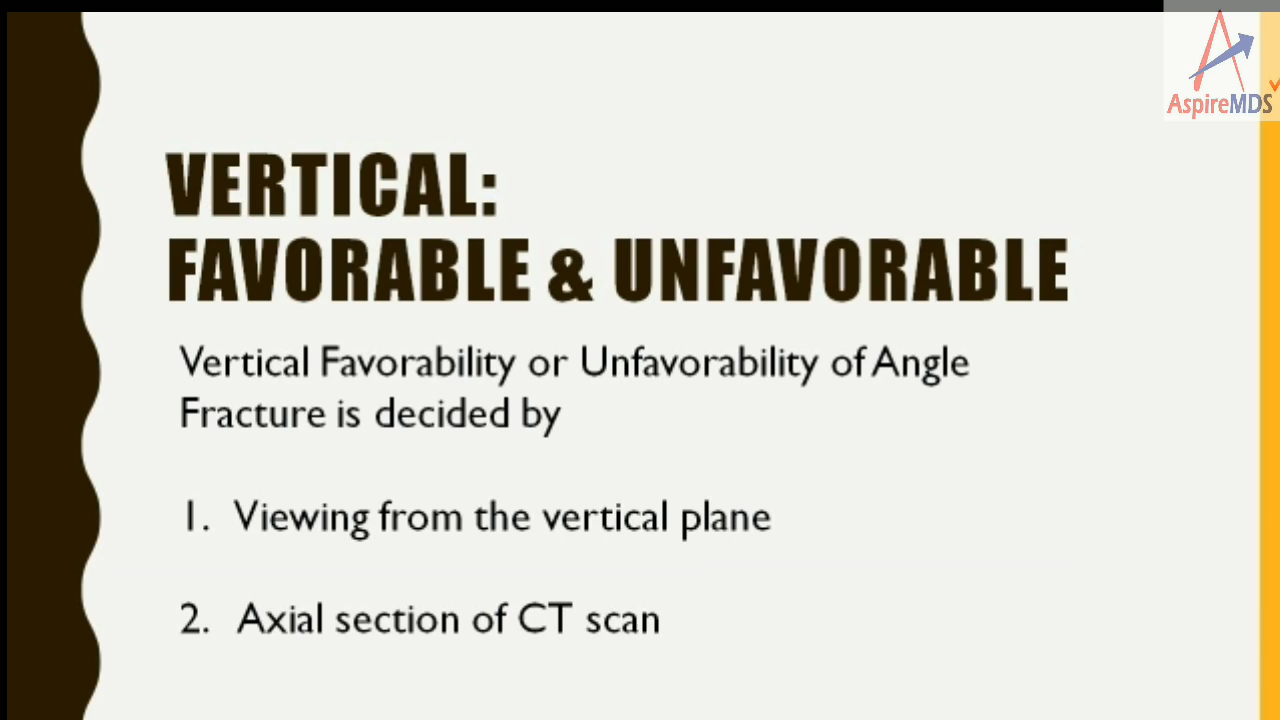 AspireMDS
VERTICAL:
FAVORABLE & UNFAVORABLE
Vertical Favorability or Unfavorability of Angle
Fracture is decided by
1. Viewing from the vertical plane
2. Axial section of CT scan